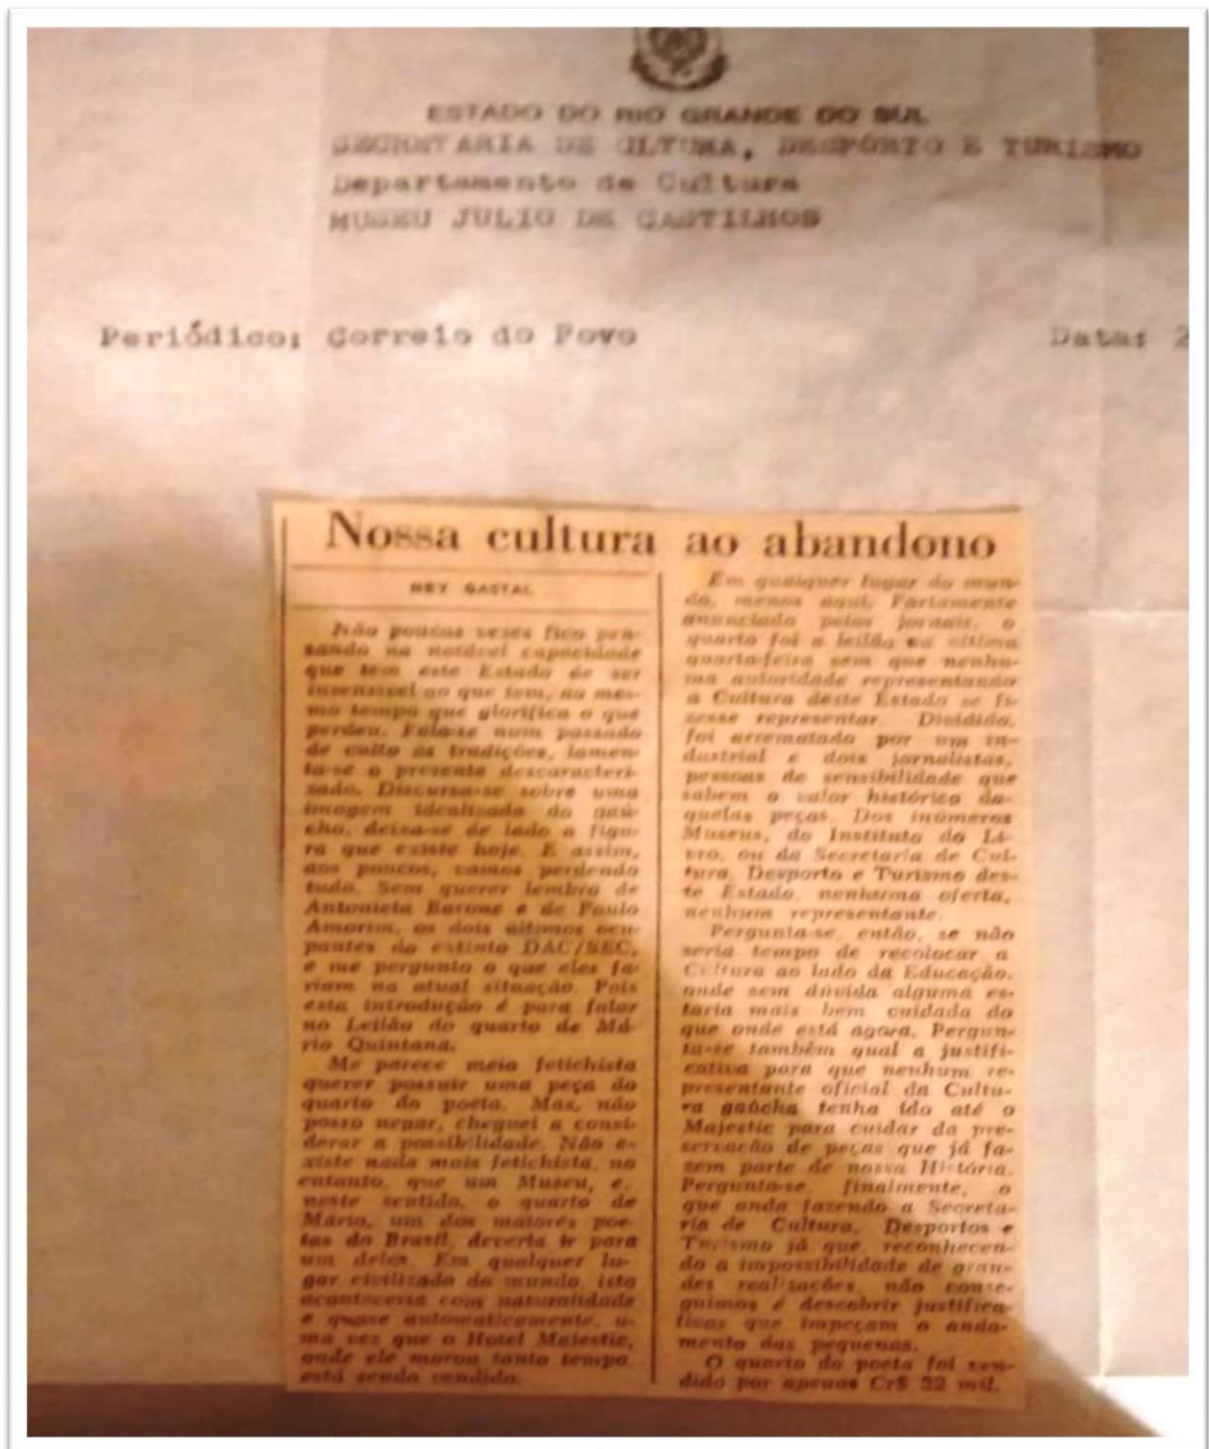 ESTADO DO RIO GRANDE DO SUL
SECRETARIA DE CLTURA, DESPÓRTO E TURISMO
Departamento de Cultura
MUSEU JULIO DE CASTILHOS
Periódico: Correio do Povo
Data: 2
Nossa cultura ao abandono
NEY GASTAL
Não poucas vezes fico pen-
sando na notável capacidade
que tem este Estado de ser
insensível ao que tem, ao mes-
mo tempo que glorifica o que
perdeu. Fala-se num passado
de culto às tradições, lamen-
ta-se o presente descaracteri-
zado. Discursa-se sobre uma
imagem idealizada do gaú-
cho, deixa-se de lado a figu-
ra que existe hoje. E assim,
aos poucos, vamos perdendo
tudo. Sem querer lembro de
Antonieta Barone e de Paulo
Amorim, os dois últimos ocu-
pantes do extinto DAC/SEC,
e me pergunto o que eles fa-
riam na atual situação. Pois
esta introdução é para falar
no Leilão do quarto de Má-
rio Quintana.
Me parece meio fetichista
querer possuir uma peça do
quarto do poeta. Mas, não
posso negar, cheguei a consi-
derar a possibilidade. Não e-
xiste nada mais fetichista, no
entanto, que um Museu, e,
neste sentido, o quarto de
Mário, um dos maiores poe-
tas do Brasil, deveria ir para
um deles. Em qualquer lu-
gar civilizado do mundo, isto
aconteceria com naturalidade
e quase automaticamente, u-
ma vez que o Hotel Majestic,
onde ele morou tanto tempo,
está sendo vendido.
Em qualquer lugar do mun-
do, menos aqui. Fartamente
anunciado pelos jornais, o
quarto foi a leilão na última
quarta-feira sem que nenhu-
ma autoridade representando
a Cultura deste Estado se fi-
zesse representar. Dividido,
foi arrematado por um in-
dustrial e dois jornalistas,
pessoas de sensibilidade que
sabem o valor histórico da-
quelas peças. Dos inúmeros
Museus, do Instituto do Li-
vro, ou da Secretaria de Cul-
tura, Desporto e Turismo des-
te Estado, nenhuma oferta,
nenhum representante.
Pergunta-se, então, se não
seria tempo de recolocar a
Cultura ao lado da Educação,
onde sem dúvida alguma es-
taria mais bem cuidada do
que onde está agora. Pergun-
ta-se também qual a justifi-
cativa para que nenhum re-
presentante oficial da Cultu-
ra gaúcha tenha ido até o
Majestic para cuidar da pre-
servação de peças que já fa-
zem parte de nossa História.
Pergunta-se, finalmente, o
que anda fazendo a Secreta-
ria de Cultura, Desportos e
Turismo já que, reconhecen-
do a impossibilidade de gran-
des realizações, não conse-
guimos é descobrir justifica-
tivas que impeçam o anda-
mento das pequenas.
O quarto do poeta foi ven-
dido por apenas Cr$ 22 mil.